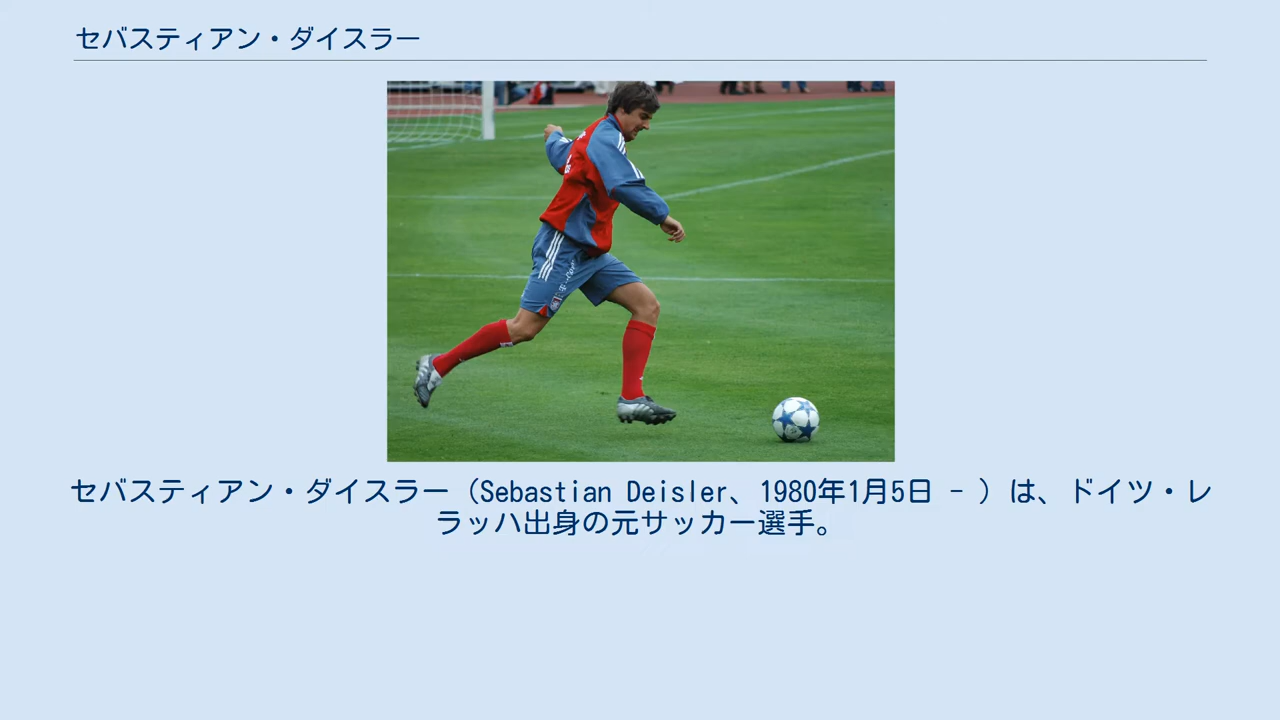 セバスティアン・ダイスラー
セバスティアン・ダイスラー（Sebastian Deisler、1980年1月5日 - ）は、ドイツ・レ
ラッハ出身の元サッカー選手。